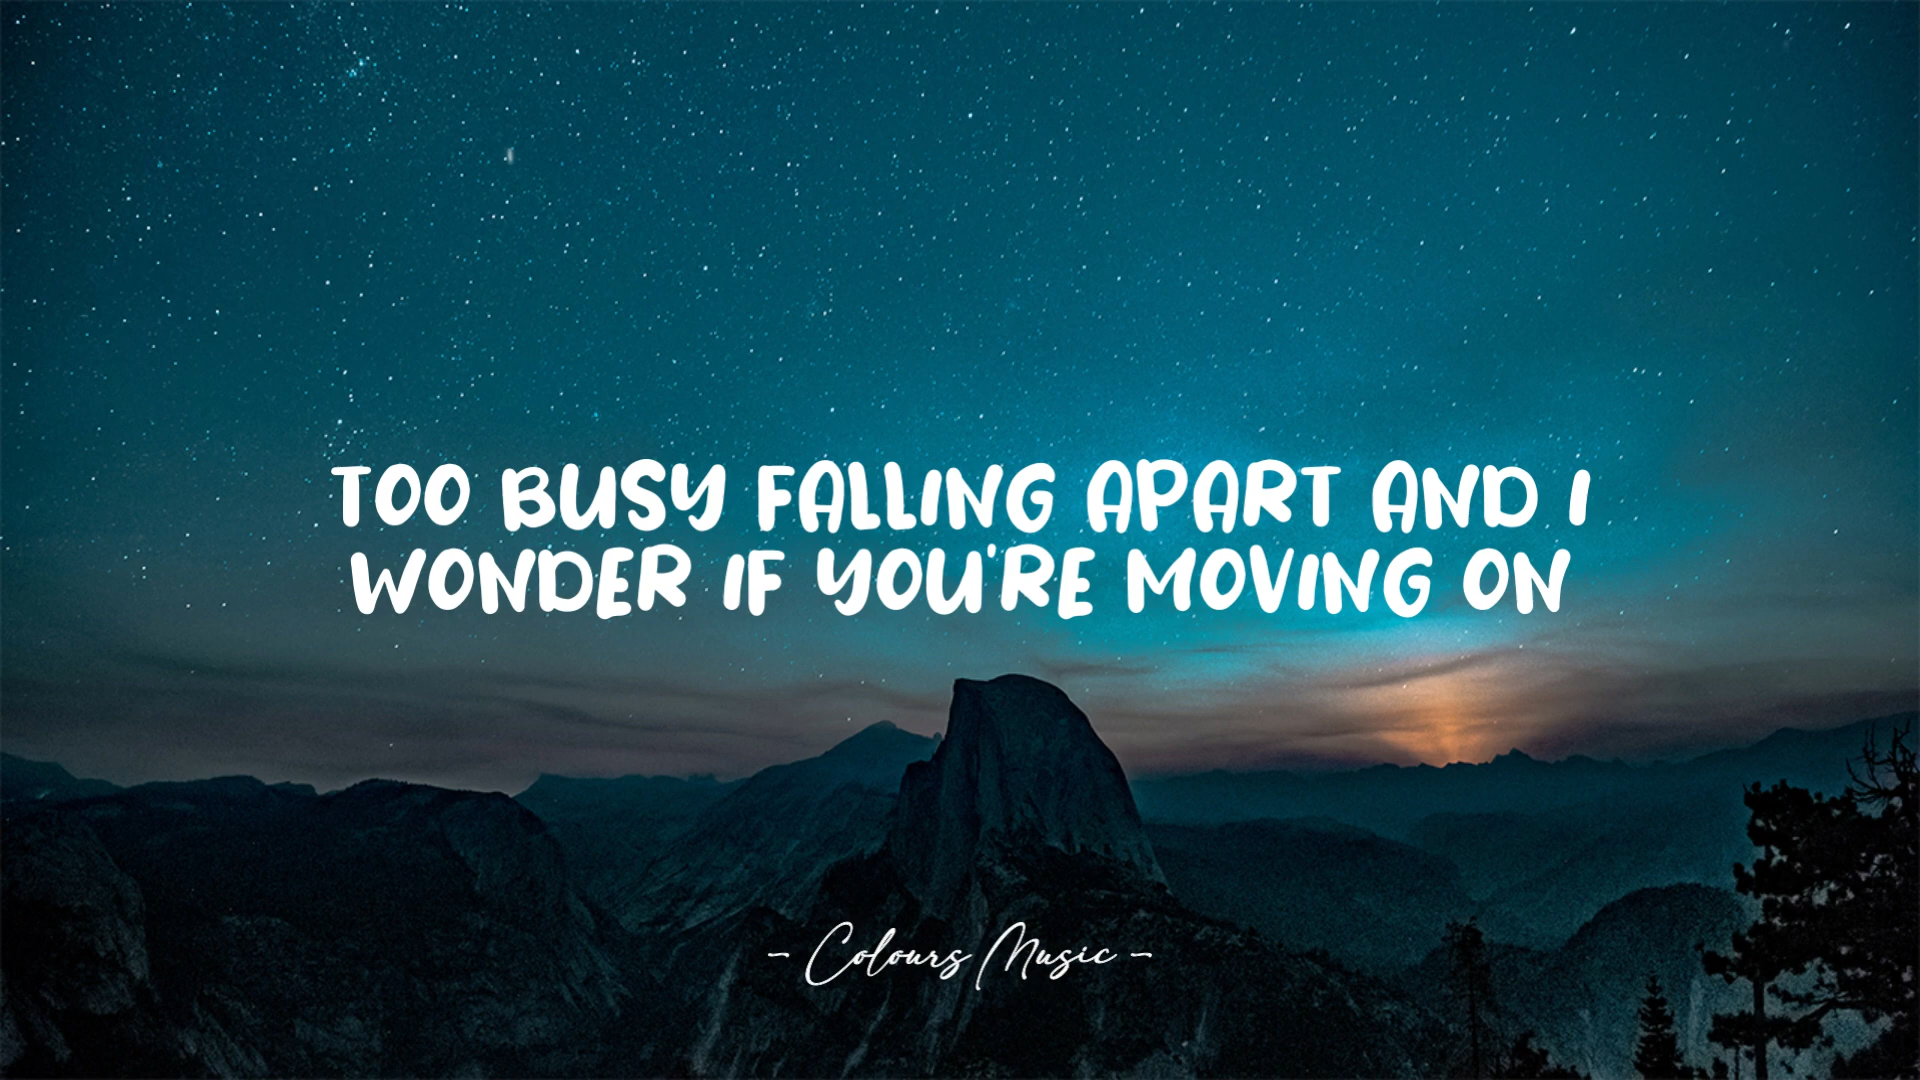 TOO BUSY FALLING APART AND I
WONDER IF YOU'RE MOVING ON
- Colours Music -